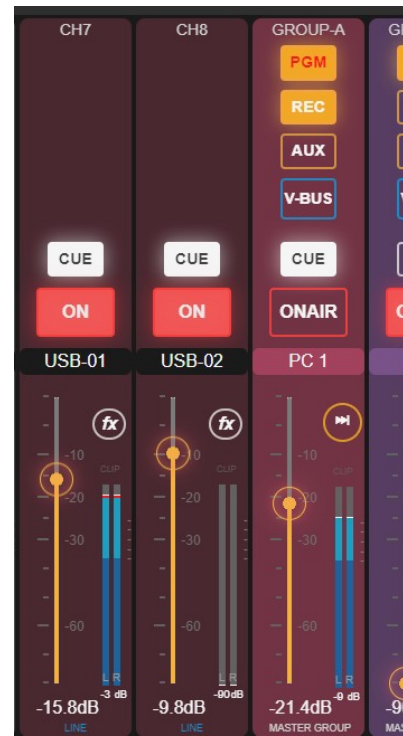 CH7
CUE
ON
USB-01
fx
-10
CLIP
-20
-30
-60
L R
-3 dB
-15.8dB
LINE
CH8
CUE
ON
USB-02
fx
-10
CLIP
-20
-30
-60
L R
-90dB
-9.8dB
LINE
GROUP-A
PGM
REC
AUX
V-BUS
CUE
ONAIR
PC 1
-10
CLIP
-20
-30
-60
L R
-9 dB
-21.4dB
MASTER GROUP